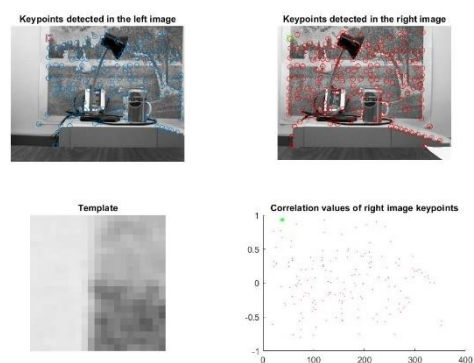 Keypoints detected in the left image
Keypoints detected in the right image
Template
Correlation values of right image keypoints
1
0.5
0
-0.5
-1
0
100
200
300
400